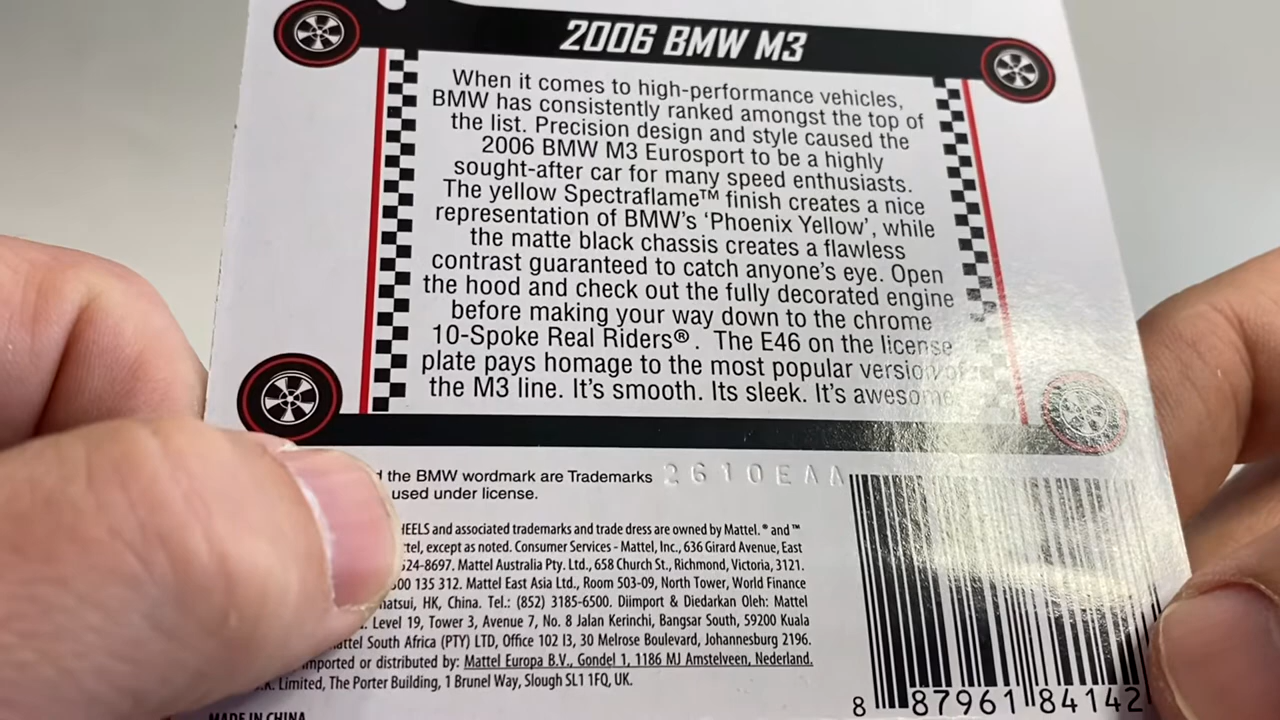 2006 BMW M3
When it comes to high-performance vehicles,
BMW has consistently ranked amongst the top of
the list. Precision design and style caused the
2006 BMW M3 Eurosport to be a highly
sought-after car for many speed enthusiasts.
The yellow Spectraflame™ finish creates a nice
representation of BMW's 'Phoenix Yellow', while
the matte black chassis creates a flawless
contrast guaranteed to catch anyone's eye. Open
the hood and check out the fully decorated engine
before making your way down to the chrome
10-Spoke Real Riders®. The E46 on the license
plate pays homage to the most popular version of
the M3 line. It's smooth. Its sleek. It's awesome
the BMW wordmark are Trademarks
2610EAA
used under license.
and associated trademarks and trade dress are owned by Mattel. ® and ™
except as noted. Consumer Services - Mattel, Inc., 636 Girard Avenue, East
24-8697. Mattel Australia Pty. Ltd., 658 Church St., Richmond, Victoria, 3121.
00 135 312. Mattel East Asia Ltd., Room 503-09, North Tower, World Finance
HK, China. Tel.: (852) 3185-6500. Diimport & Diedarkan Oleh: Mattel
Level 19, Tower 3, Avenue 7, No. 8 Jalan Kerinchi, Bangsar South, 59200 Kuala
South Africa (PTY) LTD, Office 102 I3, 30 Melrose Boulevard, Johannesburg 2196.
imported or distributed by: Mattel Europa B.V., Gondel 1, 1186 MJ Amstelveen, Nederland.
Limited, The Porter Building, 1 Brunel Way, Slough SL1 1FQ, UK.
MADE IN CHINA
8 87961 84142